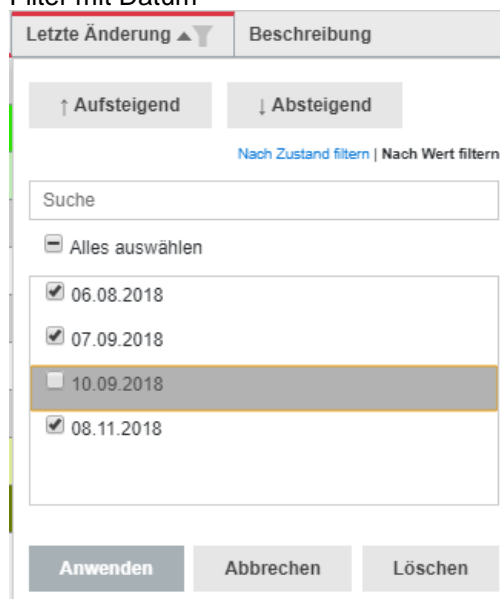 Filter mit Datum
Letzte Änderung Beschreibung
↑ Aufsteigend ↓ Absteigend
Nach Zustand filtern | Nach Wert filtern
Suche
Alles auswählen
06.08.2018
07.09.2018
10.09.2018
08.11.2018
Anwenden Abbrechen Löschen